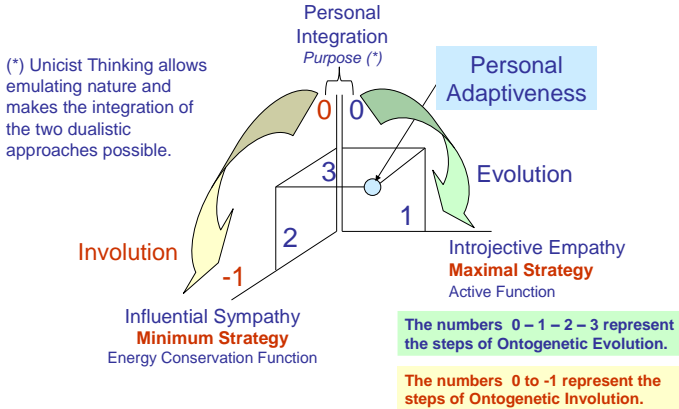 Personal
Integration
Purpose (*)
(*) Unicist Thinking allows
emulating nature and
makes the integration of
the two dualistic
approaches possible.
Personal
Adaptiveness
0
0
3
2
1
-1
Evolution
Involution
Introjective Empathy
Maximal Strategy
Active Function
Influential Sympathy
Minimum Strategy
Energy Conservation Function
The numbers 0 – 1 – 2 – 3 represent
the steps of Ontogenetic Evolution.
The numbers 0 to -1 represent the
steps of Ontogenetic Involution.